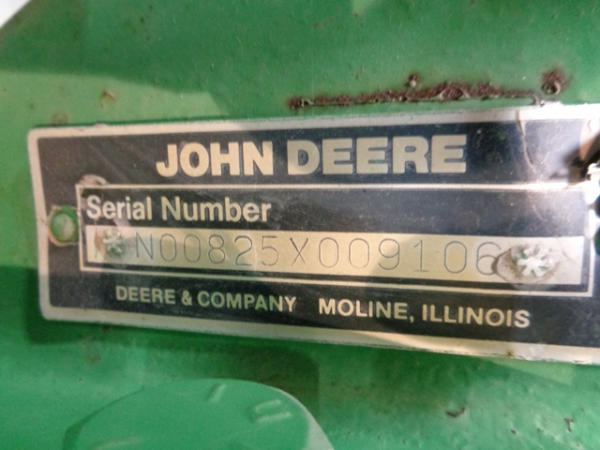 JOHN DEERE
Serial Number
*N00825X009106*
DEERE & COMPANY MOLINE, ILLINOIS